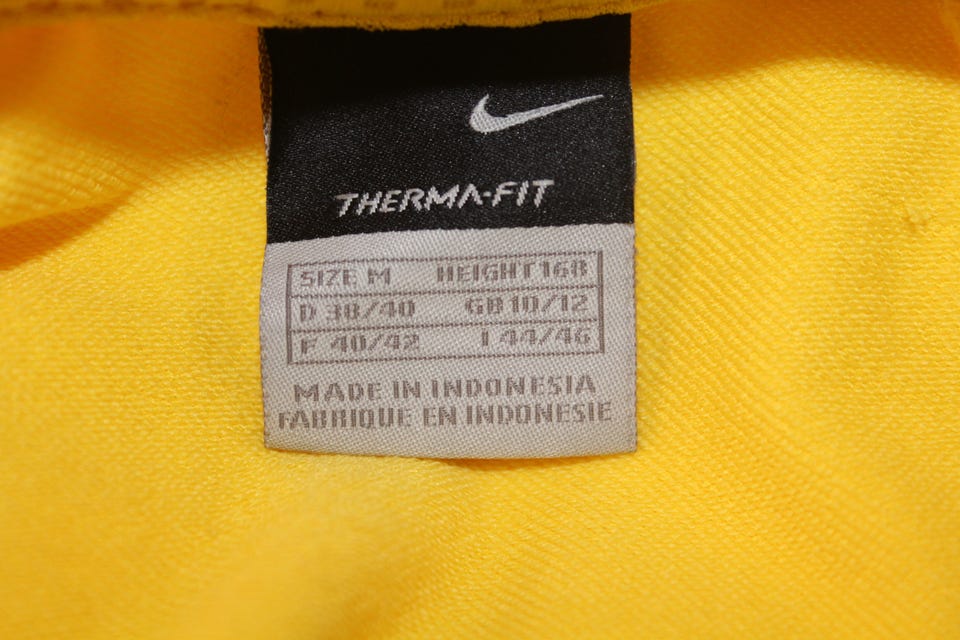 THERMA-FIT
SIZE M HEIGHT 168
D 38/40 GB 10/12
F 40/42 I 44/46
MADE IN INDONESIA
FABRIQUE EN INDONESIE